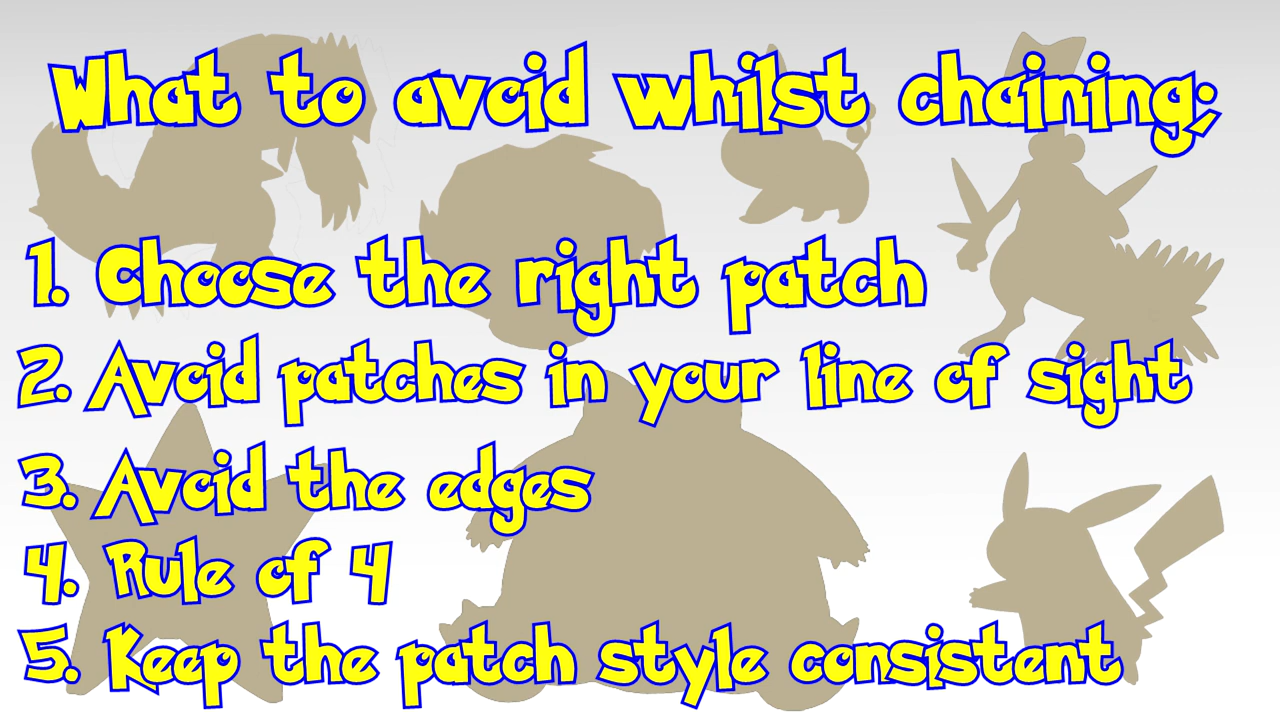 What to avoid whilst chaining;
1. Choose the right patch
2. Avoid patches in your line of sight
3. Avoid the edges
4. Rule of 4
5. Keep the patch style consistent